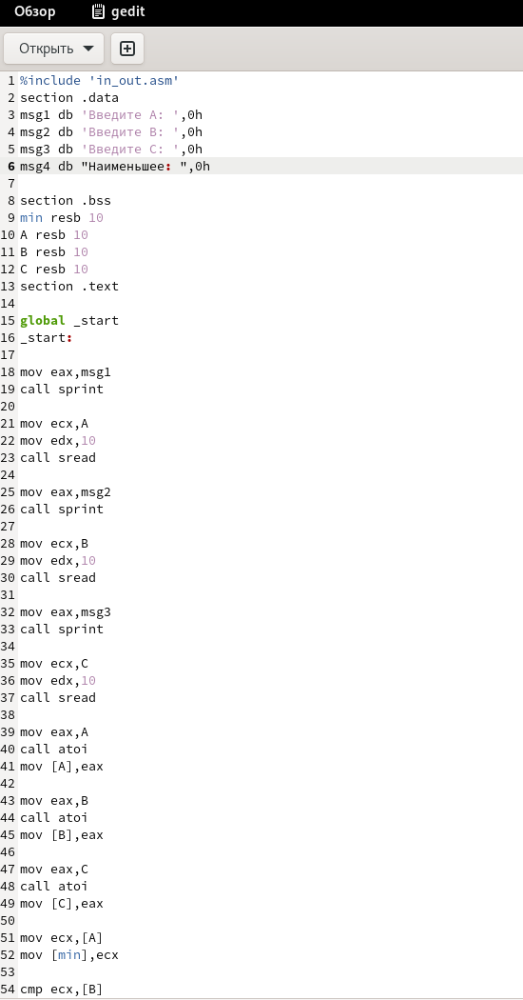 Обзор gedit
Открыть
1 %include 'in_out.asm'
2 section .data
3 msg1 db 'Введите A: ',0h
4 msg2 db 'Введите B: ',0h
5 msg3 db 'Введите C: ',0h
6 msg4 db "Наименьшее: ",0h
7
8 section .bss
9 min resb 10
10 A resb 10
11 B resb 10
12 C resb 10
13 section .text
14
15 global _start
16 _start:
17
18 mov eax,msg1
19 call sprint
20
21 mov ecx,A
22 mov edx,10
23 call sread
24
25 mov eax,msg2
26 call sprint
27
28 mov ecx,B
29 mov edx,10
30 call sread
31
32 mov eax,msg3
33 call sprint
34
35 mov ecx,C
36 mov edx,10
37 call sread
38
39 mov eax,A
40 call atoi
41 mov [A],eax
42
43 mov eax,B
44 call atoi
45 mov [B],eax
46
47 mov eax,C
48 call atoi
49 mov [C],eax
50
51 mov ecx,[A]
52 mov [min],ecx
53
54 cmp ecx,[B]